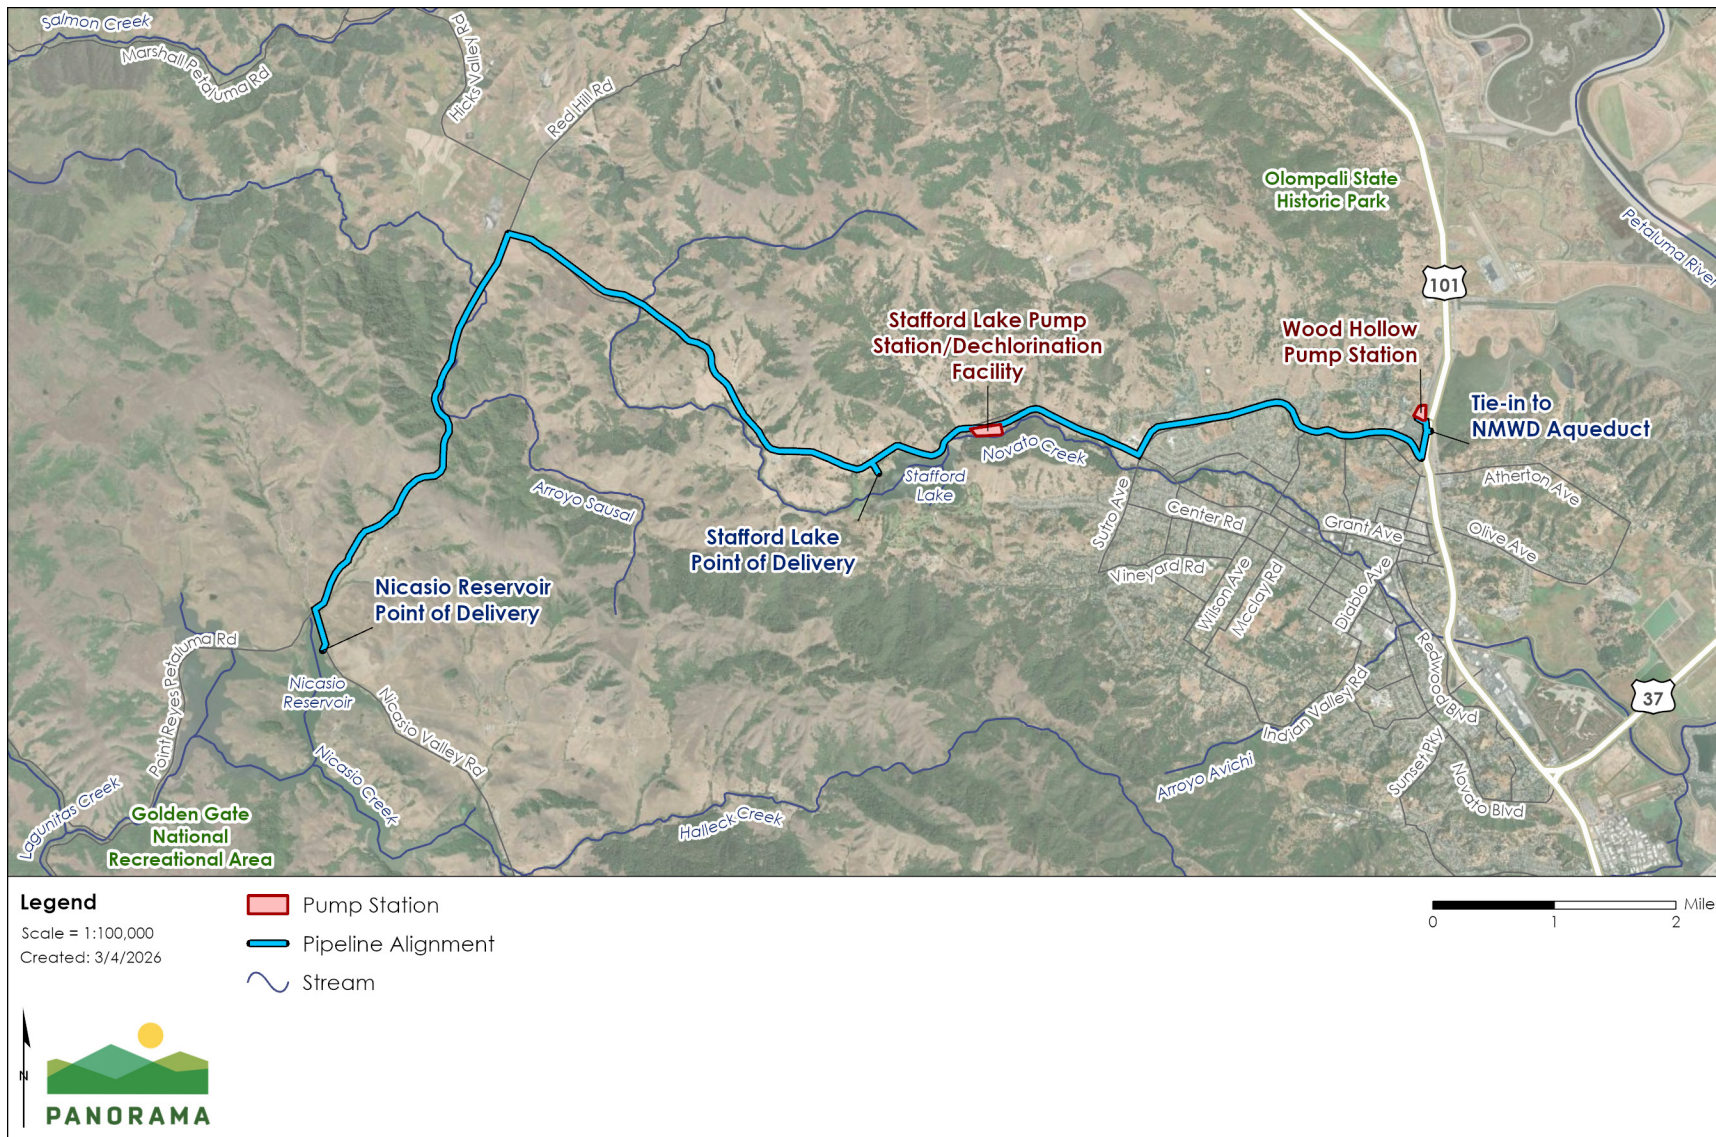 Salmon Creek
Marshall Petaluma Rd
Hicks Valley Rd
Red Hill Rd
Olompali State
Historic Park
Petaluma River
101
Stafford Lake Pump
Station/Dechlorination
Facility
Wood Hollow
Pump Station
Tie-in to
NMWD Aqueduct
Novato Creek
Stafford
Lake
Arroyo Sausal
Stafford Lake
Point of Delivery
Sutro Ave
Center Rd
Grant Ave
Atherton Ave
Olive Ave
Vineyard Rd
Wilson Ave
Mcclay Rd
Diablo Ave
Nicasio Reservoir
Point of Delivery
Point Reyes Petaluma Rd
Nicasio
Reservoir
Nicasio Valley Rd
Nicasio Creek
Redwood Blvd
Indian Valley Rd
37
Arroyo Avichi
Sunset Pky
Novato Blvd
Halleck Creek
Lagunitas Creek
Golden Gate
National
Recreational Area
Legend
Scale = 1:100,000
Created: 3/4/2026
Pump Station
Pipeline Alignment
Stream
Mile
0 1 2
N
PANORAMA